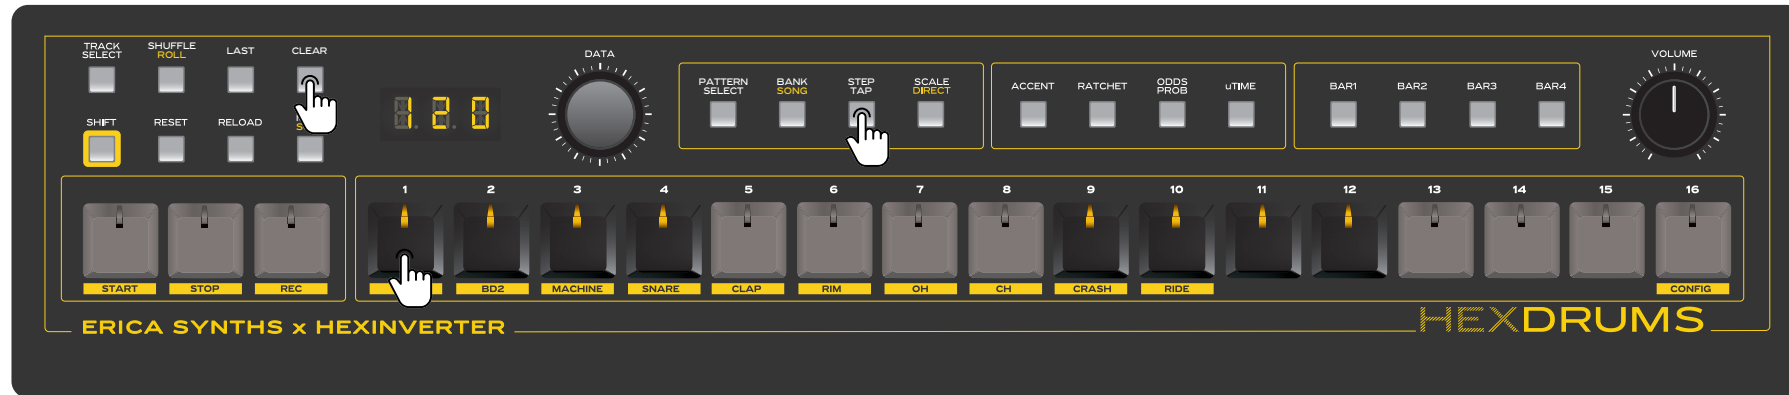 TRACK
SELECT
SHUFFLE
ROLL
LAST
CLEAR
SHIFT
RESET
RELOAD
120
DATA
PATTERN
SELECT
BANK
SONG
STEP
TAP
SCALE
DIRECT
ACCENT
RATCHET
ODDS
PROB
uTIME
BAR1
BAR2
BAR3
BAR4
VOLUME
START
STOP
REC
1
2
3
4
5
6
7
8
9
10
11
12
13
14
15
16
BD2
MACHINE
SNARE
CLAP
RIM
OH
CH
CRASH
RIDE
CONFIG
ERICA SYNTHS x HEXINVERTER
HEXDRUMS